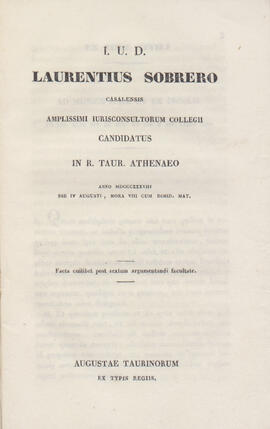 I. U. D.
LAURENTIUS SOBRERO
CASALENSIS
AMPLISSIMI IURISCONSULTORUM COLLEGII
CANDIDATUS
IN R. TAUR. ATHENAEO
ANNO MDCCCXXXVIII
DIE IV AUGUSTI, HORA VIII CUM DIMID. MAT.
Facta cuilibet post sextum argumentandi facultate.
AUGUSTAE TAURINORUM
EX TYPIS REGIIS.